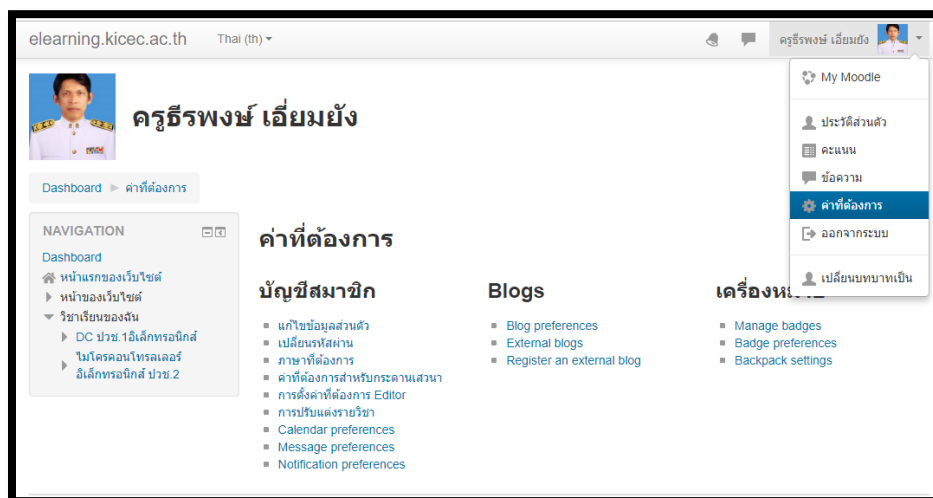 elearning.kicec.ac.th Thai (th)
ครูธีรพงษ์ เอี่ยมยัง
My Moodle
ประวัติส่วนตัว
คะแนน
ข้อความ
ค่าที่ต้องการ
ออกจากระบบ
เปลี่ยนบทบาทเป็น
ครูธีรพงษ์ เอี่ยมยัง
Dashboard ค่าที่ต้องการ
NAVIGATION
Dashboard
หน้าแรกของเว็บไซต์
หน้าของเว็บไซต์
วิชาเรียนของฉัน
DC ปวช.1อิเล็กทรอนิกส์
ไมโครคอนโทรลเลอร์
อิเล็กทรอนิกส์ ปวช.2
ค่าที่ต้องการ
บัญชีสมาชิก
แก้ไขข้อมูลส่วนตัว
เปลี่ยนรหัสผ่าน
ภาษาที่ต้องการ
ค่าที่ต้องการสำหรับกระดานเสวนา
การตั้งค่าที่ต้องการ Editor
การปรับแต่งรายวิชา
Calendar preferences
Message preferences
Notification preferences
Blogs
Blog preferences
External blogs
Register an external blog
Manage badges
Badge preferences
Backpack settings